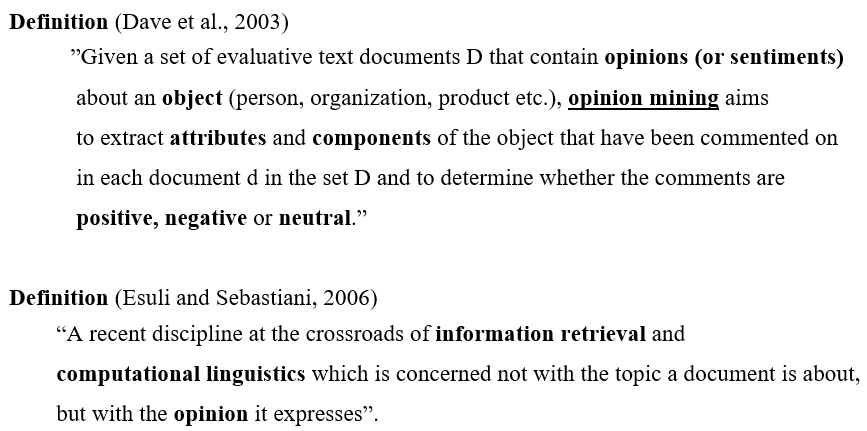 Definition (Dave et al., 2003)
”Given a set of evaluative text documents D that contain opinions (or sentiments)
about an object (person, organization, product etc.), opinion mining aims
to extract attributes and components of the object that have been commented on
in each document d in the set D and to determine whether the comments are
positive, negative or neutral.”
Definition (Esuli and Sebastiani, 2006)
“A recent discipline at the crossroads of information retrieval and
computational linguistics which is concerned not with the topic a document is about,
but with the opinion it expresses”.